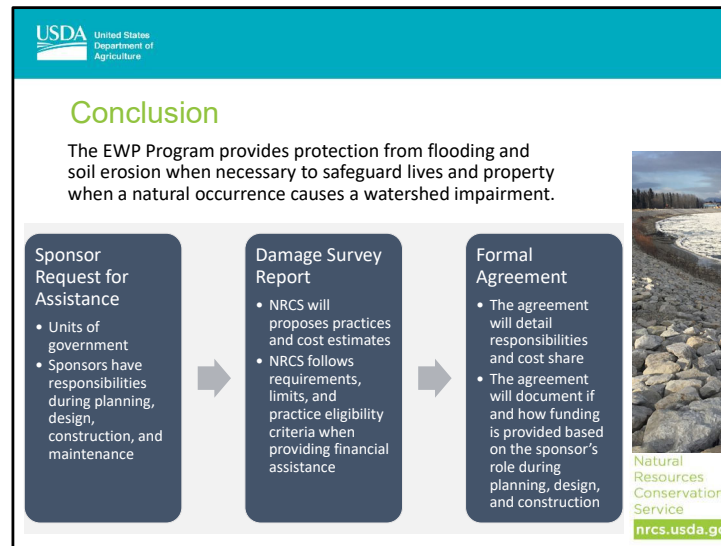 USDA
United States
Department of
Agriculture
Conclusion
The EWP Program provides protection from flooding and
soil erosion when necessary to safeguard lives and property
when a natural occurrence causes a watershed impairment.
Sponsor
Request for
Assistance
• Units of
government
• Sponsors have
responsibilities
during planning,
design,
construction, and
maintenance
Damage Survey
Report
• NRCS will
proposes practices
and cost estimates
• NRCS follows
requirements,
limits, and
practice eligibility
criteria when
providing financial
assistance
Formal
Agreement
• The agreement
will detail
responsibilities
and cost share
• The agreement
will document if
and how funding
is provided based
on the sponsor's
role during
planning, design,
and construction
Natural
Resources
Conservation
Service
nrcs.usda.go